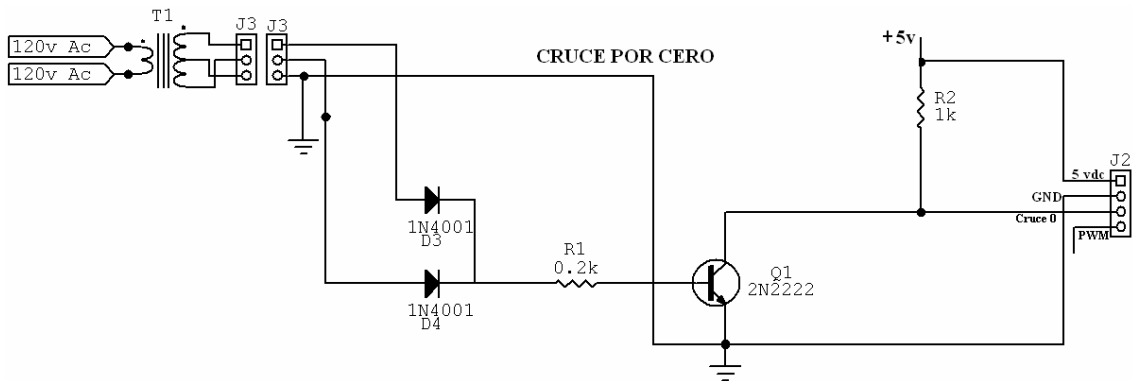 T1
J3
J3
120v Ac
120v Ac
CRUCE POR CERO
+5v
R2
1k
J2
5 vdc
GND
Cruce 0
PWM
1N4001
D3
R1
0.2k
1N4001
D4
Q1
2N2222